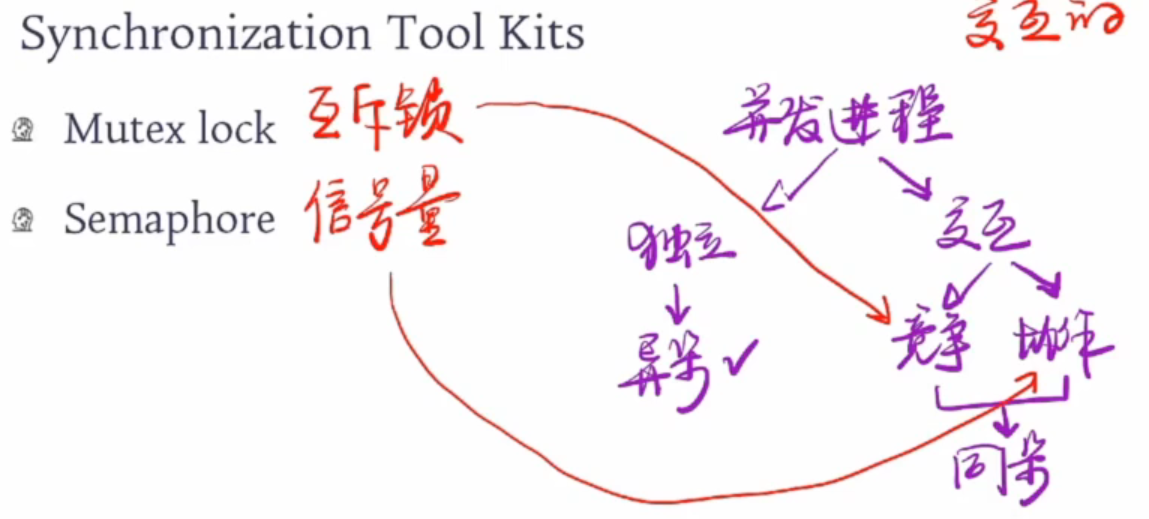 Synchronization Tool Kits
交互的
Mutex lock 互斥锁
并发进程
Semaphore 信号量
独立
交互
异步
竞争 协作
同步